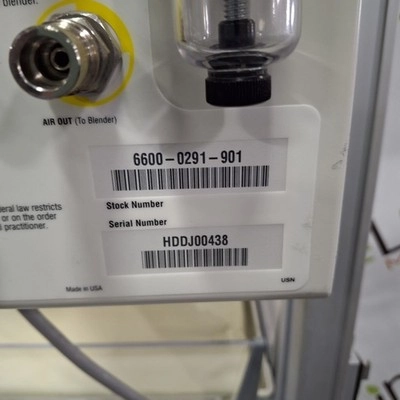 blender.
AIR OUT (To Blender)
6600-0291-901
Stock Number
Serial Number
HDDJ00438
eral law restricts
or on the order
l practitioner.
Made in USA
USN